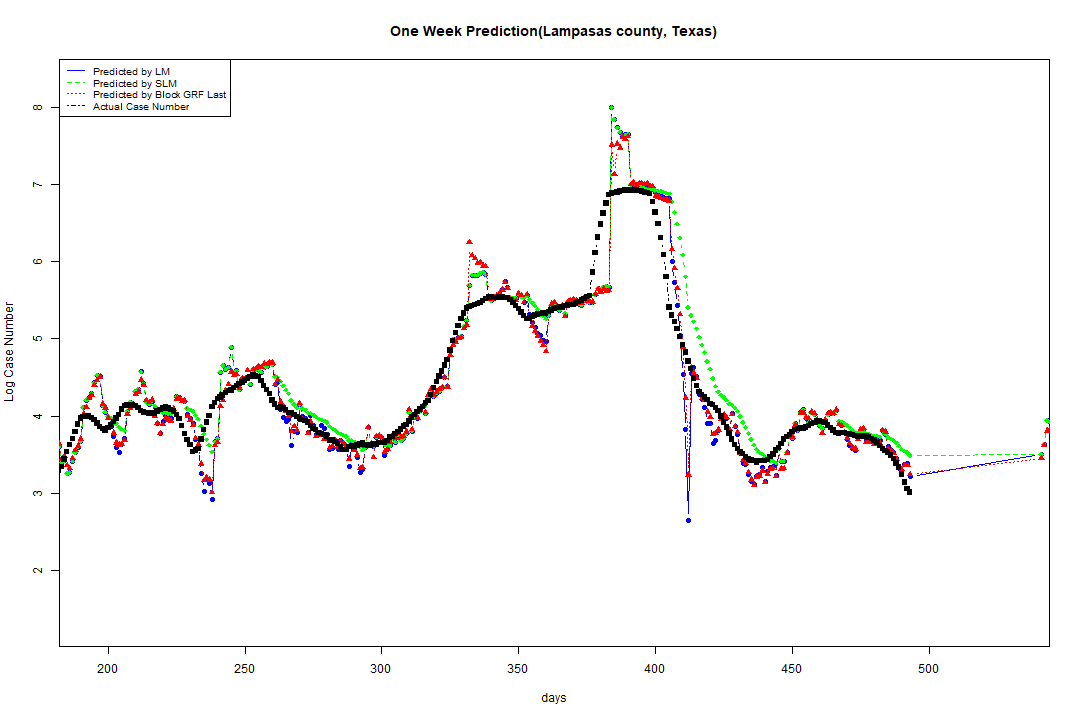 One Week Prediction(Lampasas county, Texas)
Predicted by LM
Predicted by SLM
Predicted by Block GRF Last
Actual Case Number
8
7
6
5
4
3
2
Log Case Number
200 250 300 350 400 450 500
days